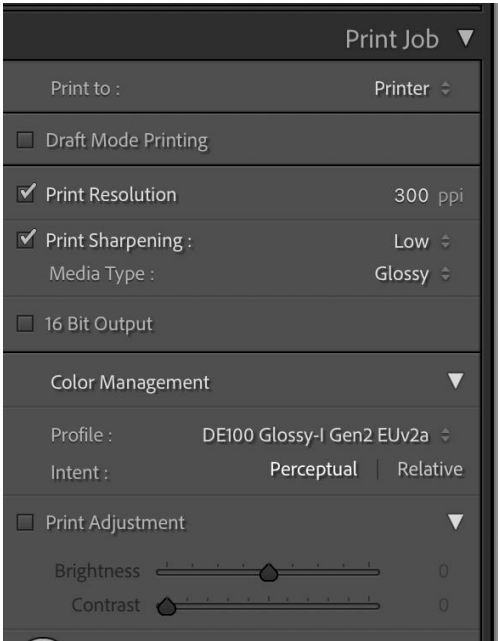 Print Job
Print to : Printer
Draft Mode Printing
Print Resolution 300 ppi
Print Sharpening : Low
Media Type : Glossy
16 Bit Output
Color Management
Profile : DE100 Glossy-I Gen2 EUv2a
Intent : Perceptual | Relative
Print Adjustment
Brightness 0
Contrast 0